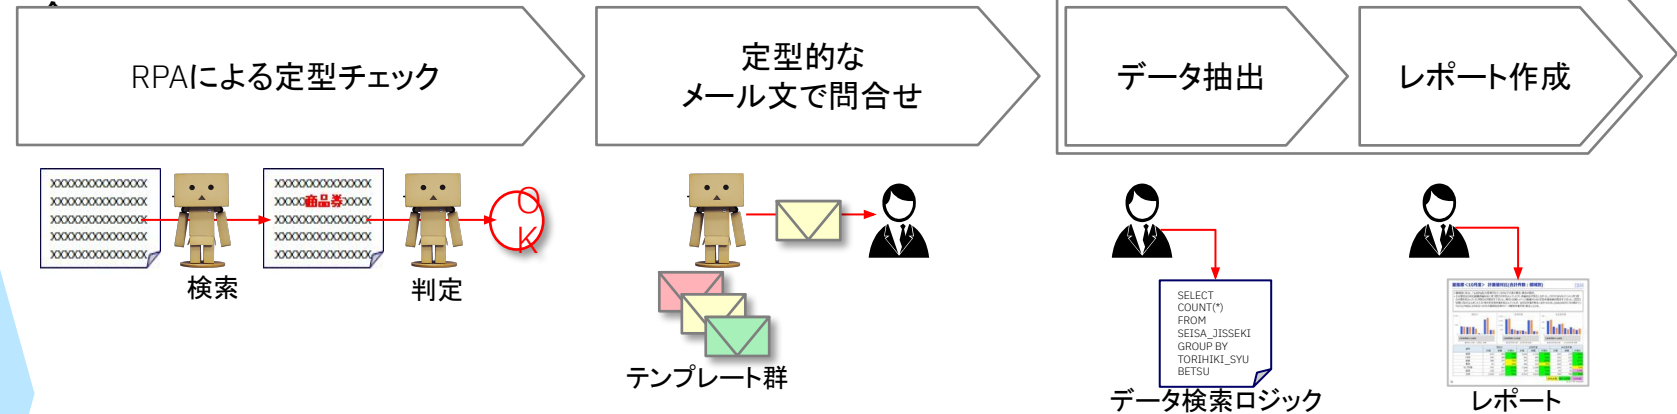 RPAによる定型チェック
定型的な
メール文で問合せ
データ抽出
レポート作成
XXXXXXXXXXXXXX
XXXXXXXXXXXXXX
XXXXXXXXXXXXXX
XXXXXXXXXXXXXX
XXXXXXXXXXXXXX
検索
XXXXXXXXXXXXXX
XXXX商品券XXXX
XXXXXXXXXXXXXX
XXXXXXXXXXXXXX
XXXXXXXXXXXXXX
判定
OK
テンプレート群
SELECT
COUNT(*)
FROM
SEISA_JISSEKI
GROUP BY
TORIHIKI_SYU
BETSU
データ検索ロジック
レポート